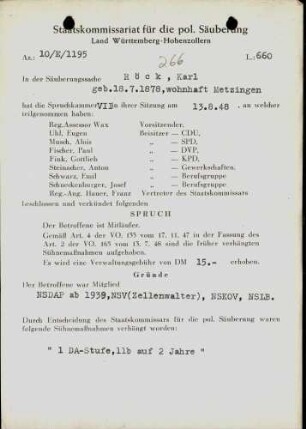 Staatskommissariat für die pol. Säuberung
Land Württemberg-Hohenzollern
Az.: 10/E/1195
L.: 660
266
In der Säuberungssache
Röck, Karl
geb.18.7.1878, wohnhaft Metzingen
hat die Spruchkammer VIB in ihrer Sitzung am 13.8.48 , an welcher
teilgenommen haben:
Reg.Assessor Wax Vorsitzender,
Uhl, Eugen Beisitzer — CDU,
Munch, Alois „ — SPD,
Fischer, Paul „ — DVP,
Fink, Gottlieb „ — KPD,
Steinacher, Anton „ — Gewerkschaften,
Schwarz, Emil „ — Berufsgruppe
Schneckenburger, Josef „ — Berufsgruppe
Reg.-Ang. Hauer, Franz Vertreter des Staatskommissars
beschlossen und verkündet folgenden
SPRUCH
Der Betroffene ist Mitläufer.
Gemäß Art. 4 der VO. 133 vom 17. 11. 47 in der Fassung des
Art. 2 der VO. 165 vom 13. 7. 48 sind die früher verhängten
Sühnemaßnahmen aufgehoben.
Es wird eine Verwaltungsgebühr von DM 15.- erhoben.
Gründe
Der Betroffene war Mitglied
NSDAP ab 1939, NSV(Zellenwalter), NSKOV, NSLB.
Durch Entscheidung des Staatskommissars für die pol. Säuberung waren
folgende Sühnemaßnahmen verhängt worden:
" 1 DA-Stufe, 11b auf 2 Jahre "